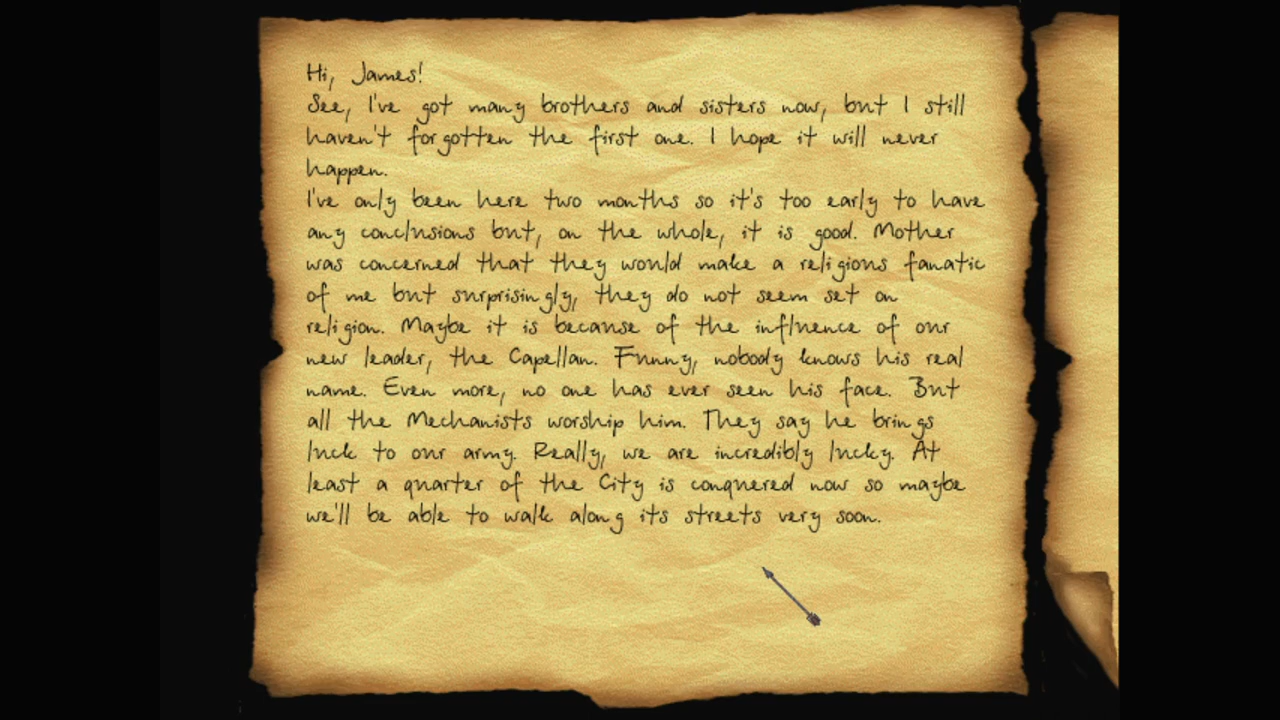 Hi, James!
See, I've got many brothers and sisters now, but I still
haven't forgotten the first one. I hope it will never
happen.
I've only been here two months so it's too early to have
any conclusions but, on the whole, it is good. Mother
was concerned that they would make a religious fanatic
of me but surprisingly, they do not seem set on
religion. Maybe it is because of the influence of our
new leader, the Capellan. Funny, nobody knows his real
name. Even more, no one has ever seen his face. But
all the Mechanists worship him. They say he brings
luck to our army. Really, we are incredibly lucky. At
least a quarter of the City is conquered now so maybe
we'll be able to walk along its streets very soon.